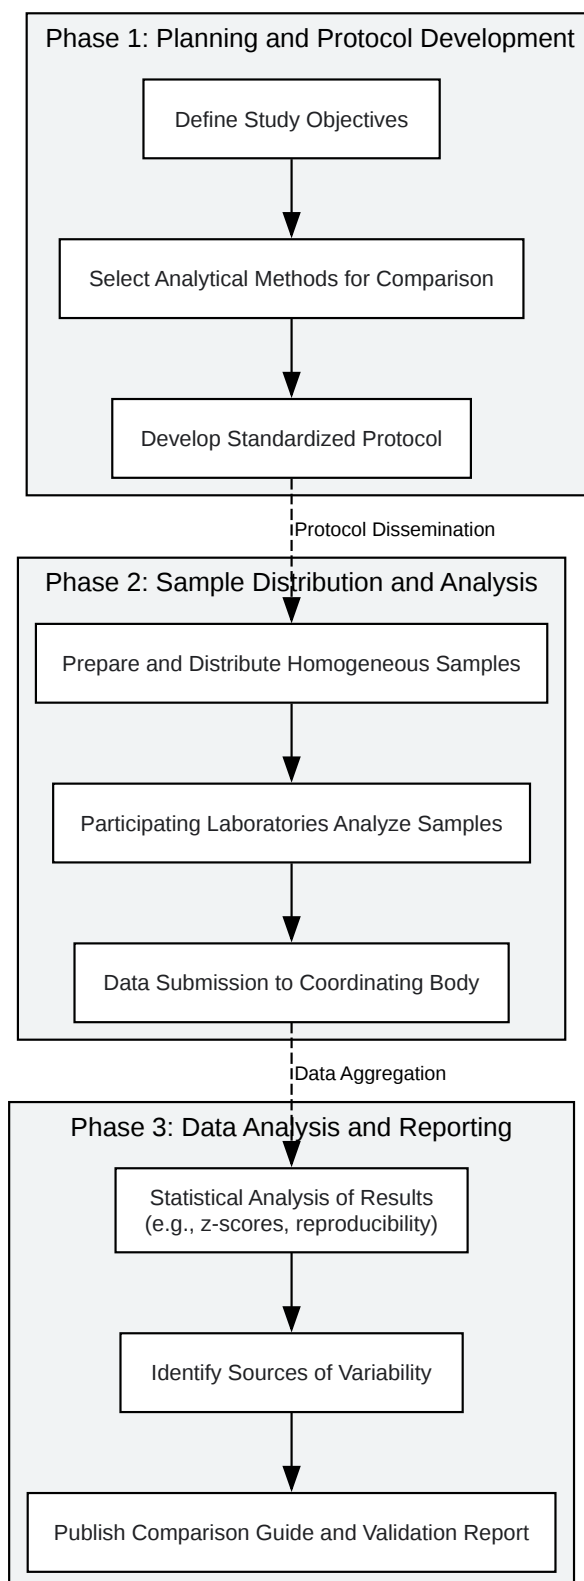 Phase 1: Planning and Protocol Development
Define Study Objectives
Select Analytical Methods for Comparison
Develop Standardized Protocol
Protocol Dissemination
Phase 2: Sample Distribution and Analysis
Prepare and Distribute Homogeneous Samples
Participating Laboratories Analyze Samples
Data Submission to Coordinating Body
Data Aggregation
Phase 3: Data Analysis and Reporting
Statistical Analysis of Results
(e.g., z-scores, reproducibility)
Identify Sources of Variability
Publish Comparison Guide and Validation Report